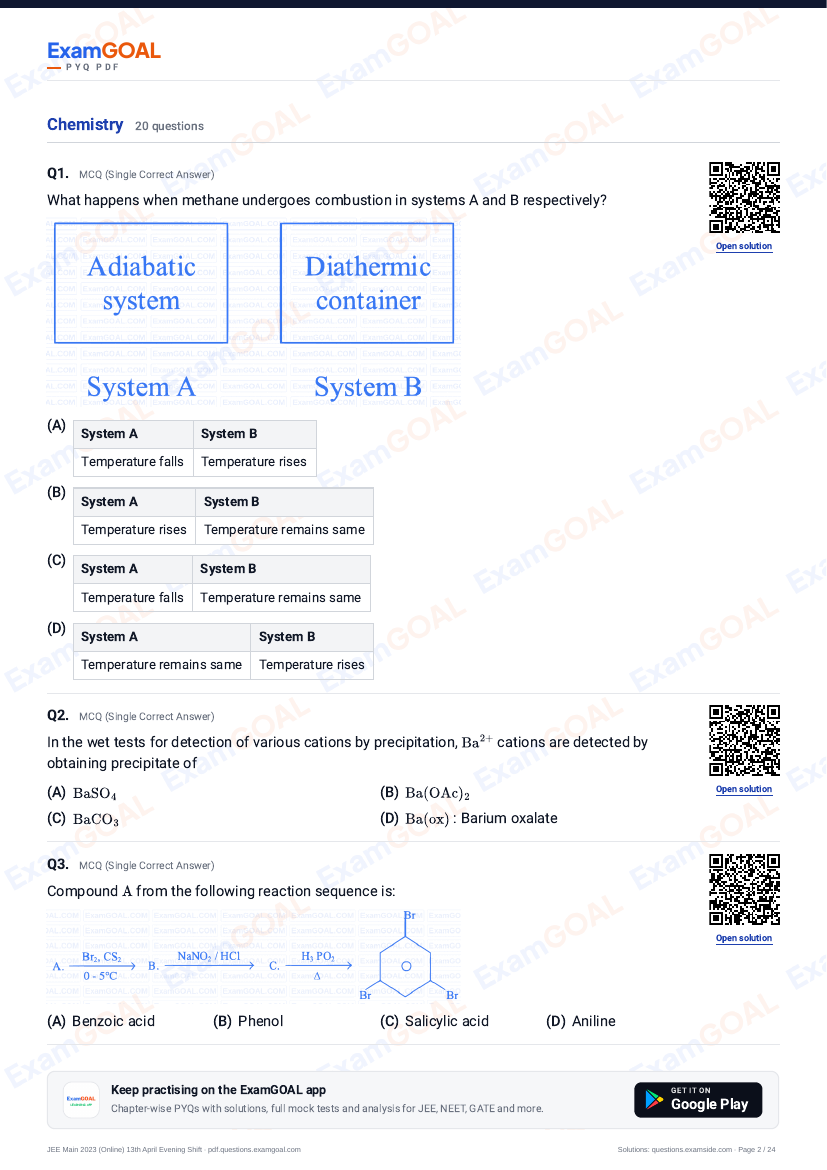 ExamGOAL
PYQ PDF
Chemistry 20 questions
Q1. MCQ (Single Correct Answer)
What happens when methane undergoes combustion in systems A and B respectively?
Open solution
Adiabatic system
Diathermic container
System A
System B
(A) System A System B
Temperature falls Temperature rises
(B) System A System B
Temperature rises Temperature remains same
(C) System A System B
Temperature falls Temperature remains same
(D) System A System B
Temperature remains same Temperature rises
Q2. MCQ (Single Correct Answer)
In the wet tests for detection of various cations by precipitation, Ba²⁺ cations are detected by
obtaining precipitate of
Open solution
(A) BaSO₄ (B) Ba(OAc)₂
(C) BaCO₃ (D) Ba(ox) : Barium oxalate
Q3. MCQ (Single Correct Answer)
Compound A from the following reaction sequence is:
Open solution
Br
A. Br₂, CS₂ 0 - 5°C B. NaNO₂ / HCl C. H₃ PO₂ Δ
Br Br
(A) Benzoic acid (B) Phenol (C) Salicylic acid (D) Aniline
ExamGOAL
Keep practising on the ExamGOAL app
Chapter-wise PYQs with solutions, full mock tests and analysis for JEE, NEET, GATE and more.
GET IT ON
Google Play
JEE Main 2023 (Online) 13th April Evening Shift · pdf.questions.examgoal.com
Solutions: questions.examside.com · Page 2 / 24